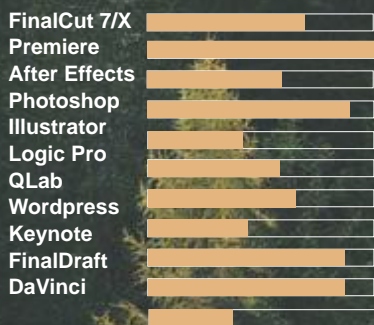 FinalCut 7/X
Premiere
After Effects
Photoshop
Illustrator
Logic Pro
QLab
Wordpress
Keynote
FinalDraft
DaVinci